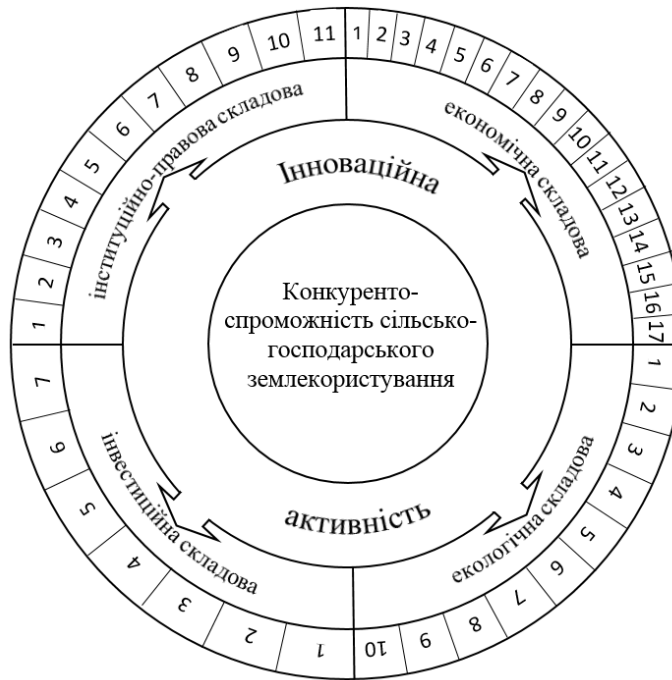 1 2 3 4 5 6 7 8 9 10 11 12 13 14 15 16 17
економічна складова
1 2 3 4 5 6 7 8 9 10
екологічна складова
1 2 3 4 5 6 7
інвестиційна складова
1 2 3 4 5 6 7 8 9 10 11
інституційно-правова складова
Інноваційна
активність
Конкуренто-
спроможність сільсько-
господарського
землекористування